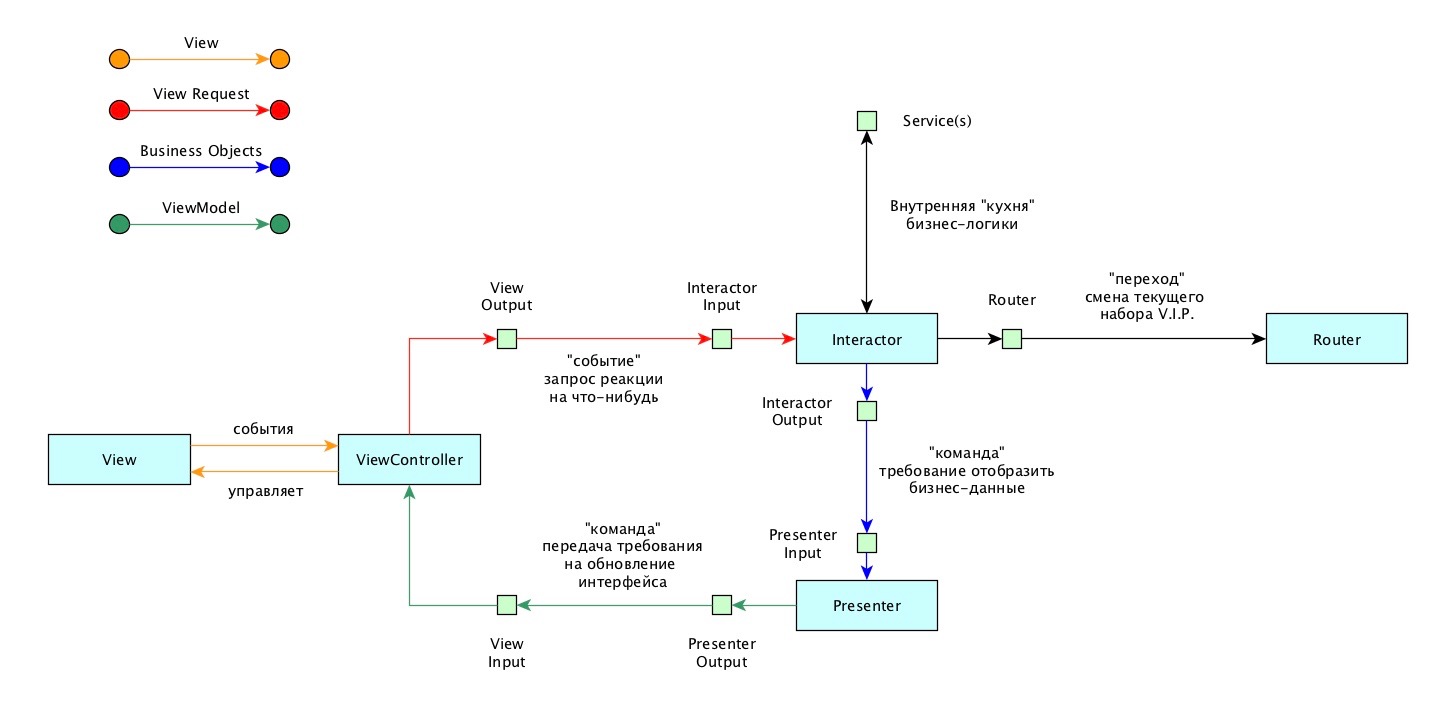 View
View Request
Business Objects
ViewModel
Service(s)
Внутренняя "кухня"
бизнес-логики
View
Output
Interactor
Input
"событие"
запрос реакции
на что-нибудь
Interactor
Router
"переход"
смена текущего
набора V.I.P.
Router
Interactor
Output
"команда"
требование отобразить
бизнес-данные
View
события
управляет
ViewController
Presenter
Input
Presenter
"команда"
передача требования
на обновление
интерфейса
View
Input
Presenter
Output